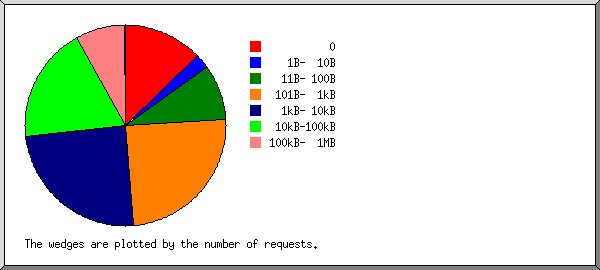 0
1B- 10B
11B- 100B
101B- 1kB
1kB- 10kB
10kB-100kB
100kB- 1MB
The wedges are plotted by the number of requests.